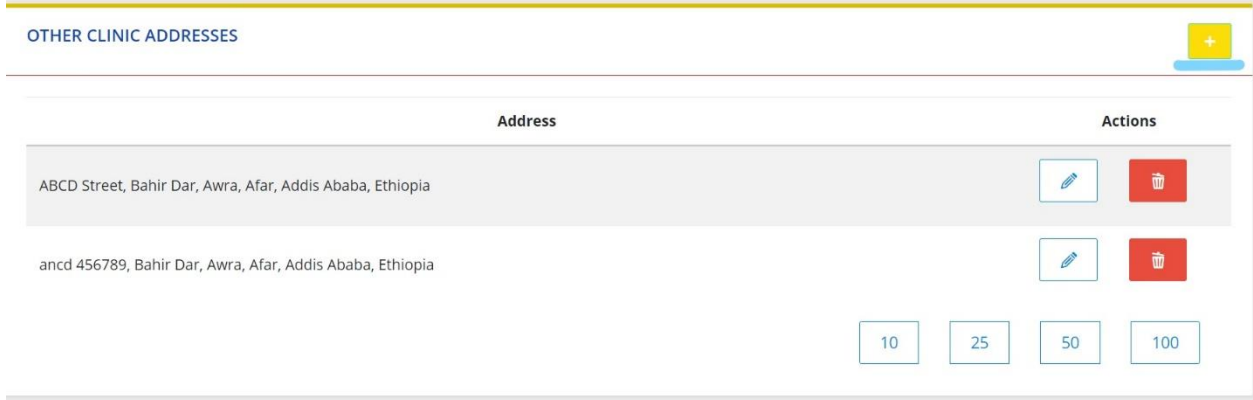 OTHER CLINIC ADDRESSES
+
Address Actions
ABCD Street, Bahir Dar, Awra, Afar, Addis Ababa, Ethiopia
ancd 456789, Bahir Dar, Awra, Afar, Addis Ababa, Ethiopia
10 25 50 100